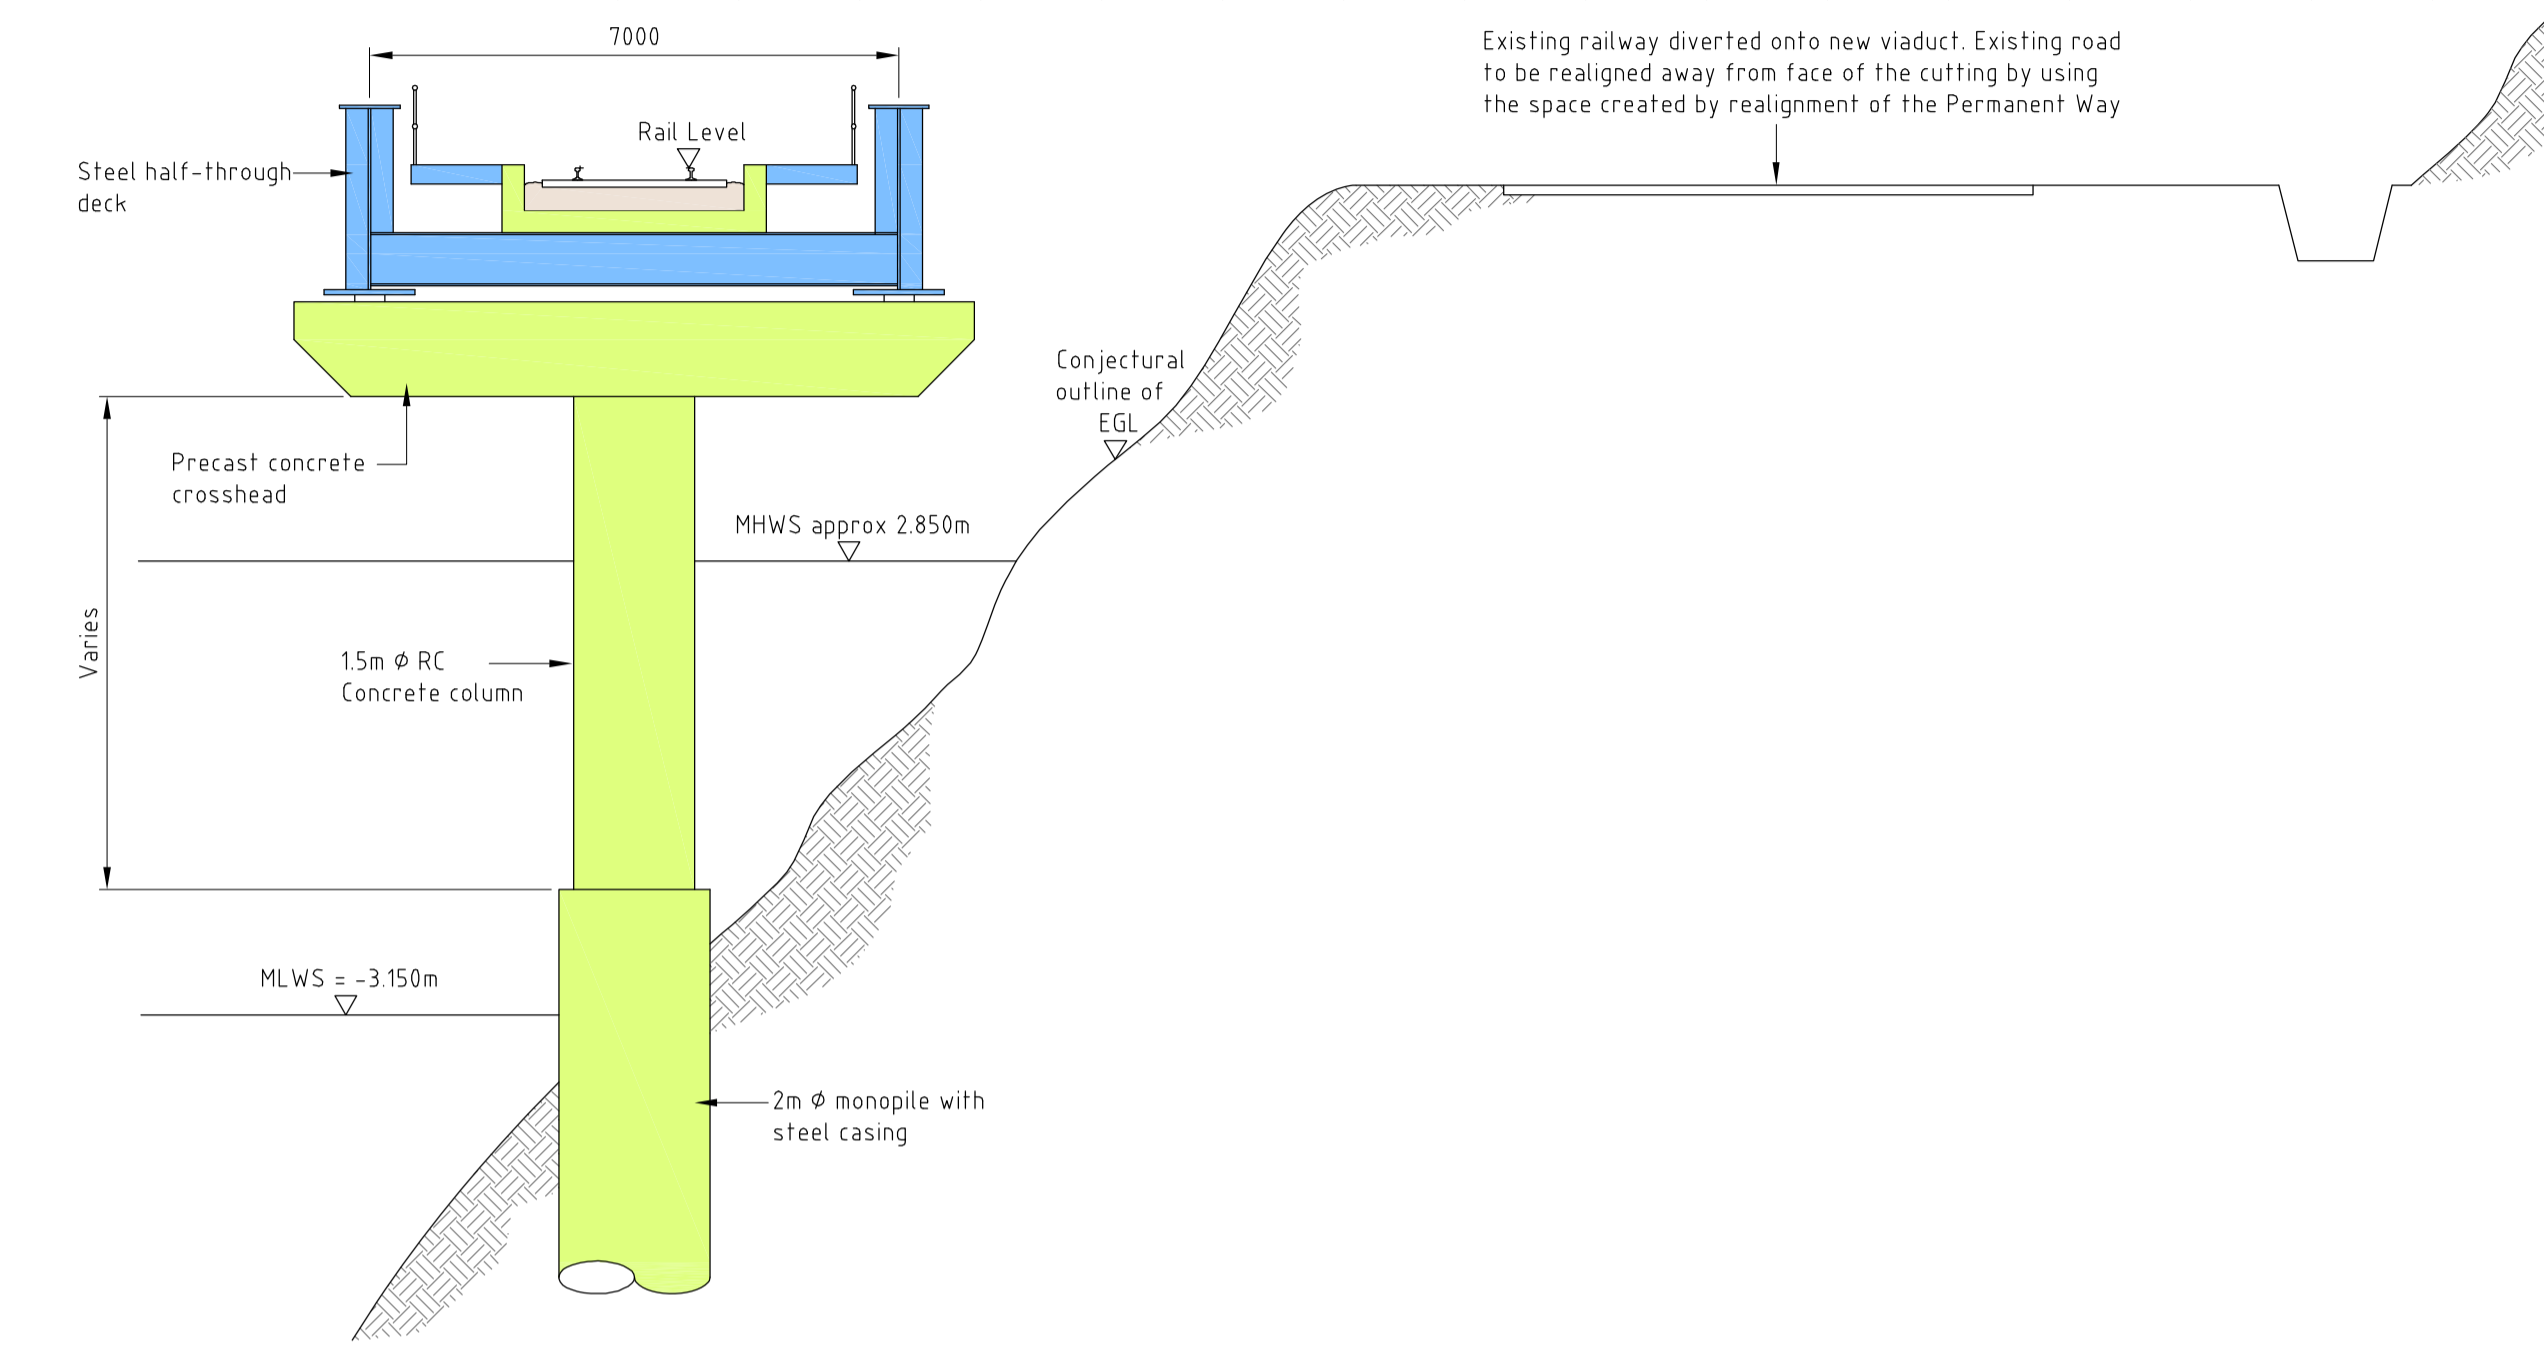 7000
Existing railway diverted onto new viaduct. Existing road
to be realigned away from face of the cutting by using
the space created by realignment of the Permanent Way
Rail Level
Steel half-through
deck
Conjectural
outline of
EGL
Precast concrete
crosshead
MHWS approx 2.850m
Varies
1.5m Ø RC
Concrete column
MLWS = -3.150m
2m Ø monopile with
steel casing